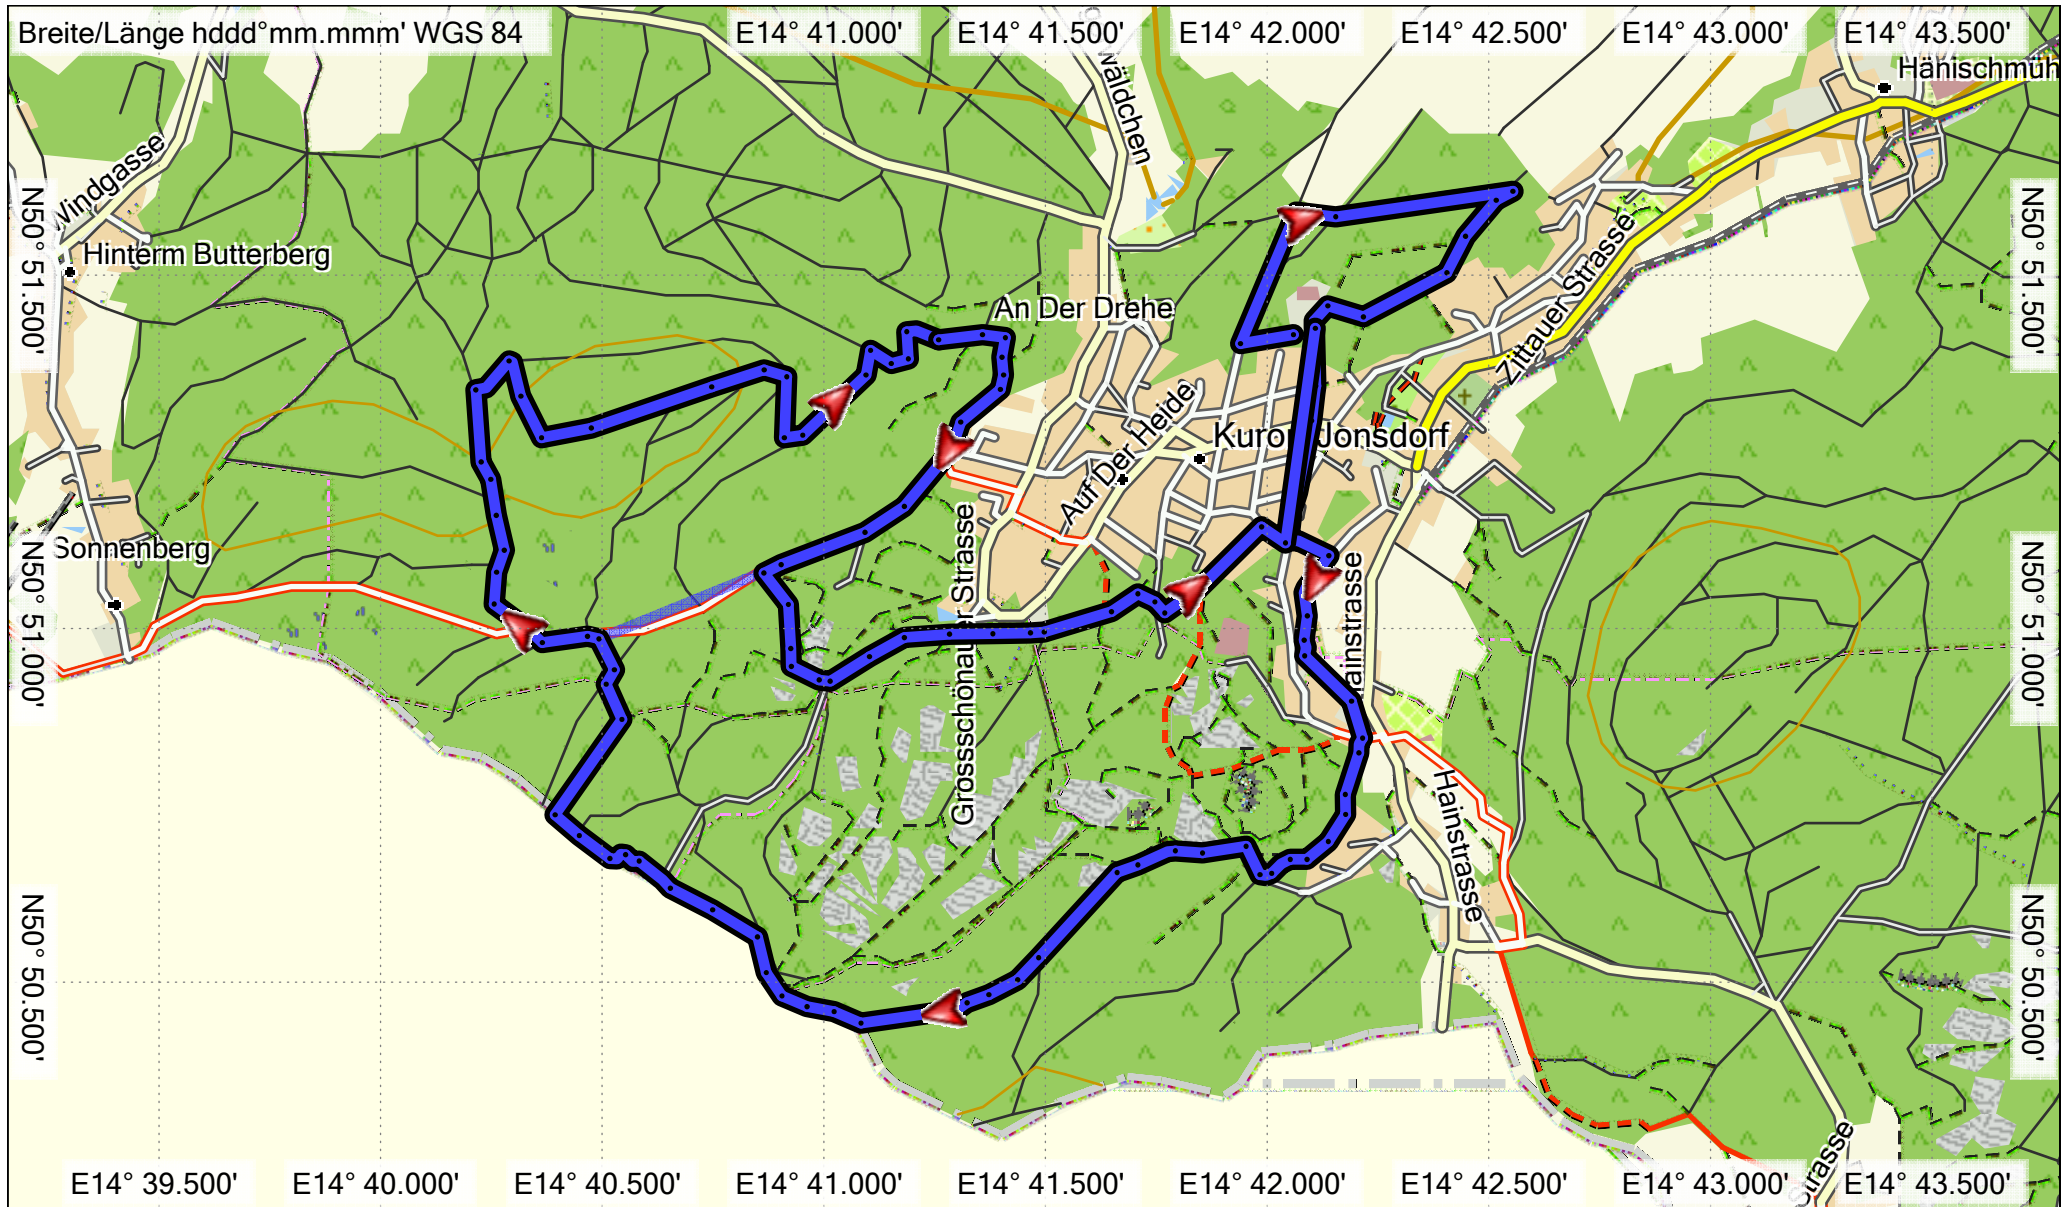 Breite/Länge hddd°mm.mmm' WGS 84
E14° 41.000'
E14° 41.500'
E14° 42.000'
E14° 42.500'
E14° 43.000'
E14° 43.500'
wäldchen
Hänischmüh
Windgasse
N50° 51.500'
N50° 51.500'
Hinterm Butterberg
An Der Drehe
Zittauer Strasse
Auf Der Heide
Kurort Jonsdorf
Sonnenberg
N50° 51.000'
N50° 51.000'
Grossschönauer Strasse
Hainstrasse
Hainstrasse
N50° 50.500'
N50° 50.500'
Strasse
E14° 39.500'
E14° 40.000'
E14° 40.500'
E14° 41.000'
E14° 41.500'
E14° 42.000'
E14° 42.500'
E14° 43.000'
E14° 43.500'